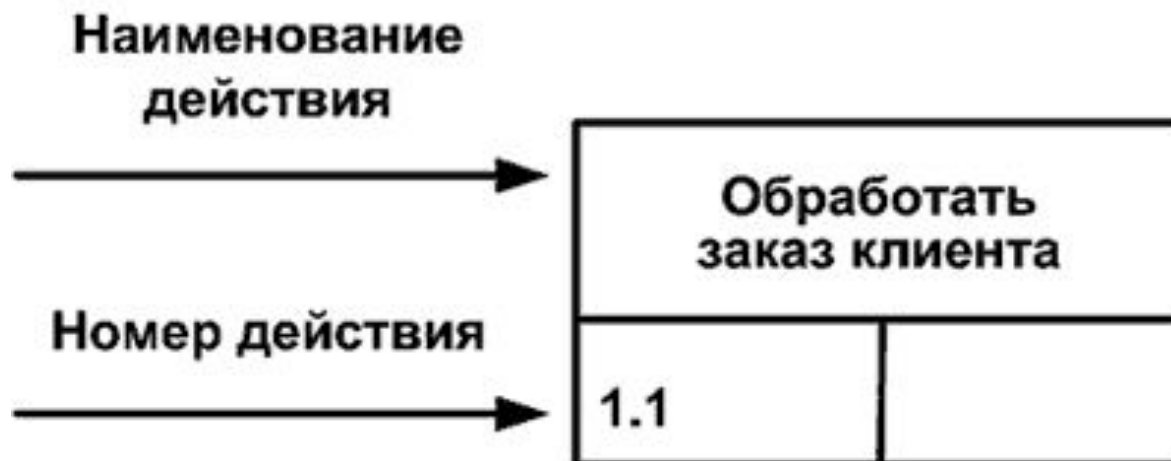 Наименование
действия
Обработать
заказ клиента
Номер действия
1.1